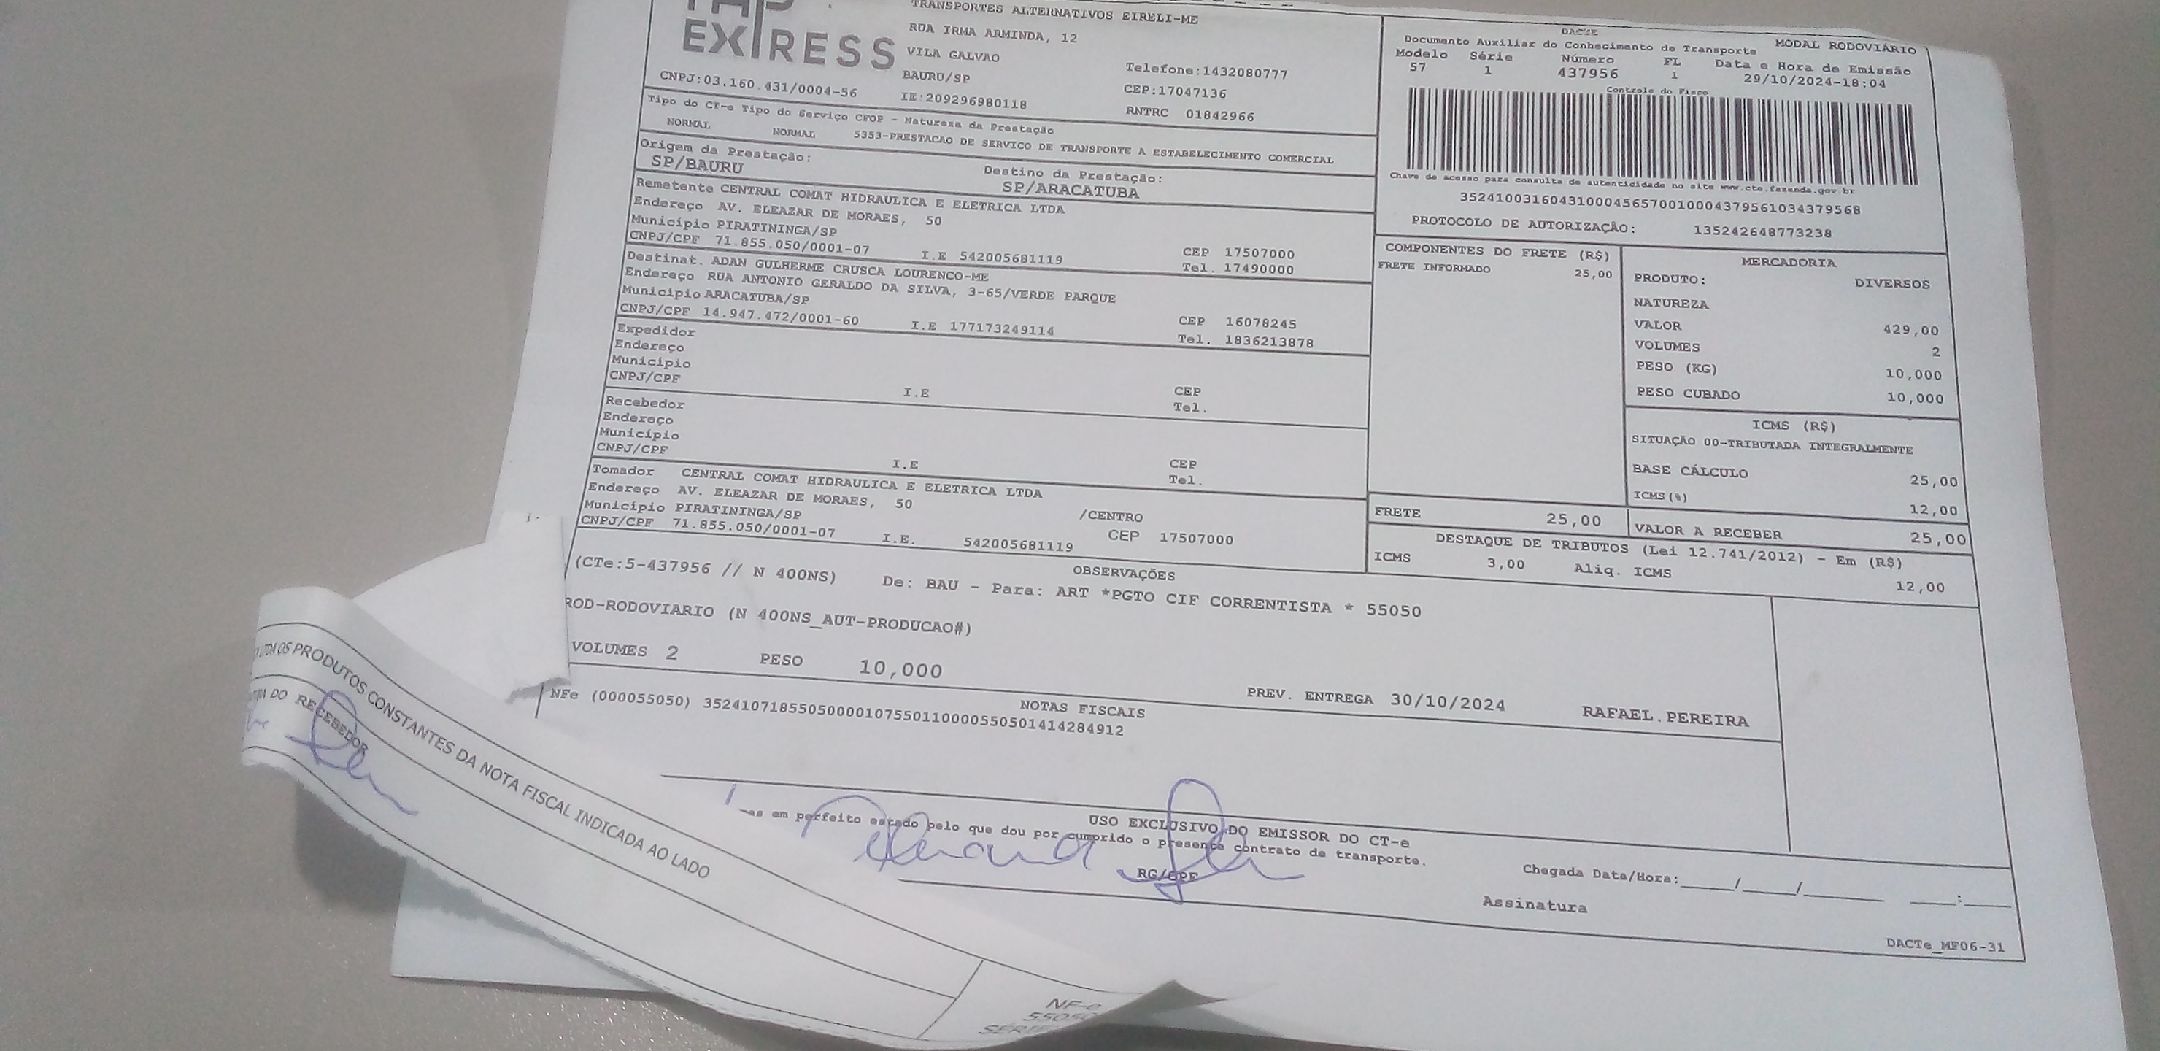 EXPRESS
TRANSPORTES ALTERNATIVOS EIRELI-ME
RUA IRMA ARMINDA, 12
VILA GALVAO
BAURU/SP
Telefone:1432080777
CEP:17047136
CNPJ:03.160.431/0004-56
IE:209296980118
RNTRC 01842966
DACTE
Documento Auxiliar do Conhecimento de Transporte
MODAL RODOVIÁRIO
Modelo Série Número FL Data e Hora de Emissão
57 1 437956 1 29/10/2024-18:04
Controle do Fisco
Chave de acesso para consulta de autenticidade no site www.cte.fazenda.gov.br
35241003160431000456570010004379561034379568
PROTOCOLO DE AUTORIZAÇÃO: 135242648773238
Tipo do CT-e Tipo do Serviço CFOP - Natureza da Prestação
NORMAL NORMAL 5353-PRESTACAO DE SERVICO DE TRANSPORTE A ESTABELECIMENTO COMERCIAL
Origem da Prestação: Destino da Prestação:
SP/BAURU SP/ARACATUBA
Remetente CENTRAL COMAT HIDRAULICA E ELETRICA LTDA
Endereço AV. ELEAZAR DE MORAES, 50
Município PIRATININGA/SP CEP 17507000
CNPJ/CPF 71.855.050/0001-07 I.E 542005681119 Tel. 17490000
Destinat. ADAN GULHERME CRUSCA LOURENCO-ME
Endereço RUA ANTONIO GERALDO DA SILVA, 3-65/VERDE PARQUE
Município ARACATUBA/SP CEP 16078245
CNPJ/CPF 14.947.472/0001-60 I.E 177173249114 Tel. 1836213878
Expedidor
Endereço
Município CEP
CNPJ/CPF I.E Tel.
Recebedor
Endereço
Município CEP
CNPJ/CPF I.E Tel.
Tomador CENTRAL COMAT HIDRAULICA E ELETRICA LTDA
Endereço AV. ELEAZAR DE MORAES, 50 /CENTRO
Município PIRATININGA/SP CEP 17507000
CNPJ/CPF 71.855.050/0001-07 I.E. 542005681119
COMPONENTES DO FRETE (R$)
FRETE INFORMADO 25,00
MERCADORIA
PRODUTO: DIVERSOS
NATUREZA
VALOR 429,00
VOLUMES 2
PESO (KG) 10,000
PESO CUBADO 10,000
ICMS (R$)
SITUAÇÃO 00-TRIBUTADA INTEGRALMENTE
BASE CÁLCULO 25,00
ICMS(%) 12,00
FRETE 25,00 VALOR A RECEBER 25,00
DESTAQUE DE TRIBUTOS (Lei 12.741/2012) - Em (R$)
ICMS 3,00 Aliq. ICMS 12,00
OBSERVAÇÕES
(CTe:5-437956 // N 400NS) De: BAU - Para: ART *PGTO CIF CORRENTISTA * 55050
ROD-RODOVIARIO (N 400NS_AUT-PRODUCAO#)
VOLUMES 2 PESO 10,000
PREV. ENTREGA 30/10/2024 RAFAEL.PEREIRA
NOTAS FISCAIS
NFe (000055050) 35241071855050000107550110000550501414284912
USO EXCLUSIVO DO EMISSOR DO CT-e
em perfeito estado pelo que dou por cumprido o presente contrato de transporte.
RG/CPF
Chegada Data/Hora:_____/_____/________ _____:_____
Assinatura
DACTe_MF06-31
OS PRODUTOS CONSTANTES DA NOTA FISCAL INDICADA AO LADO
DO RECEBEDOR
NF-e